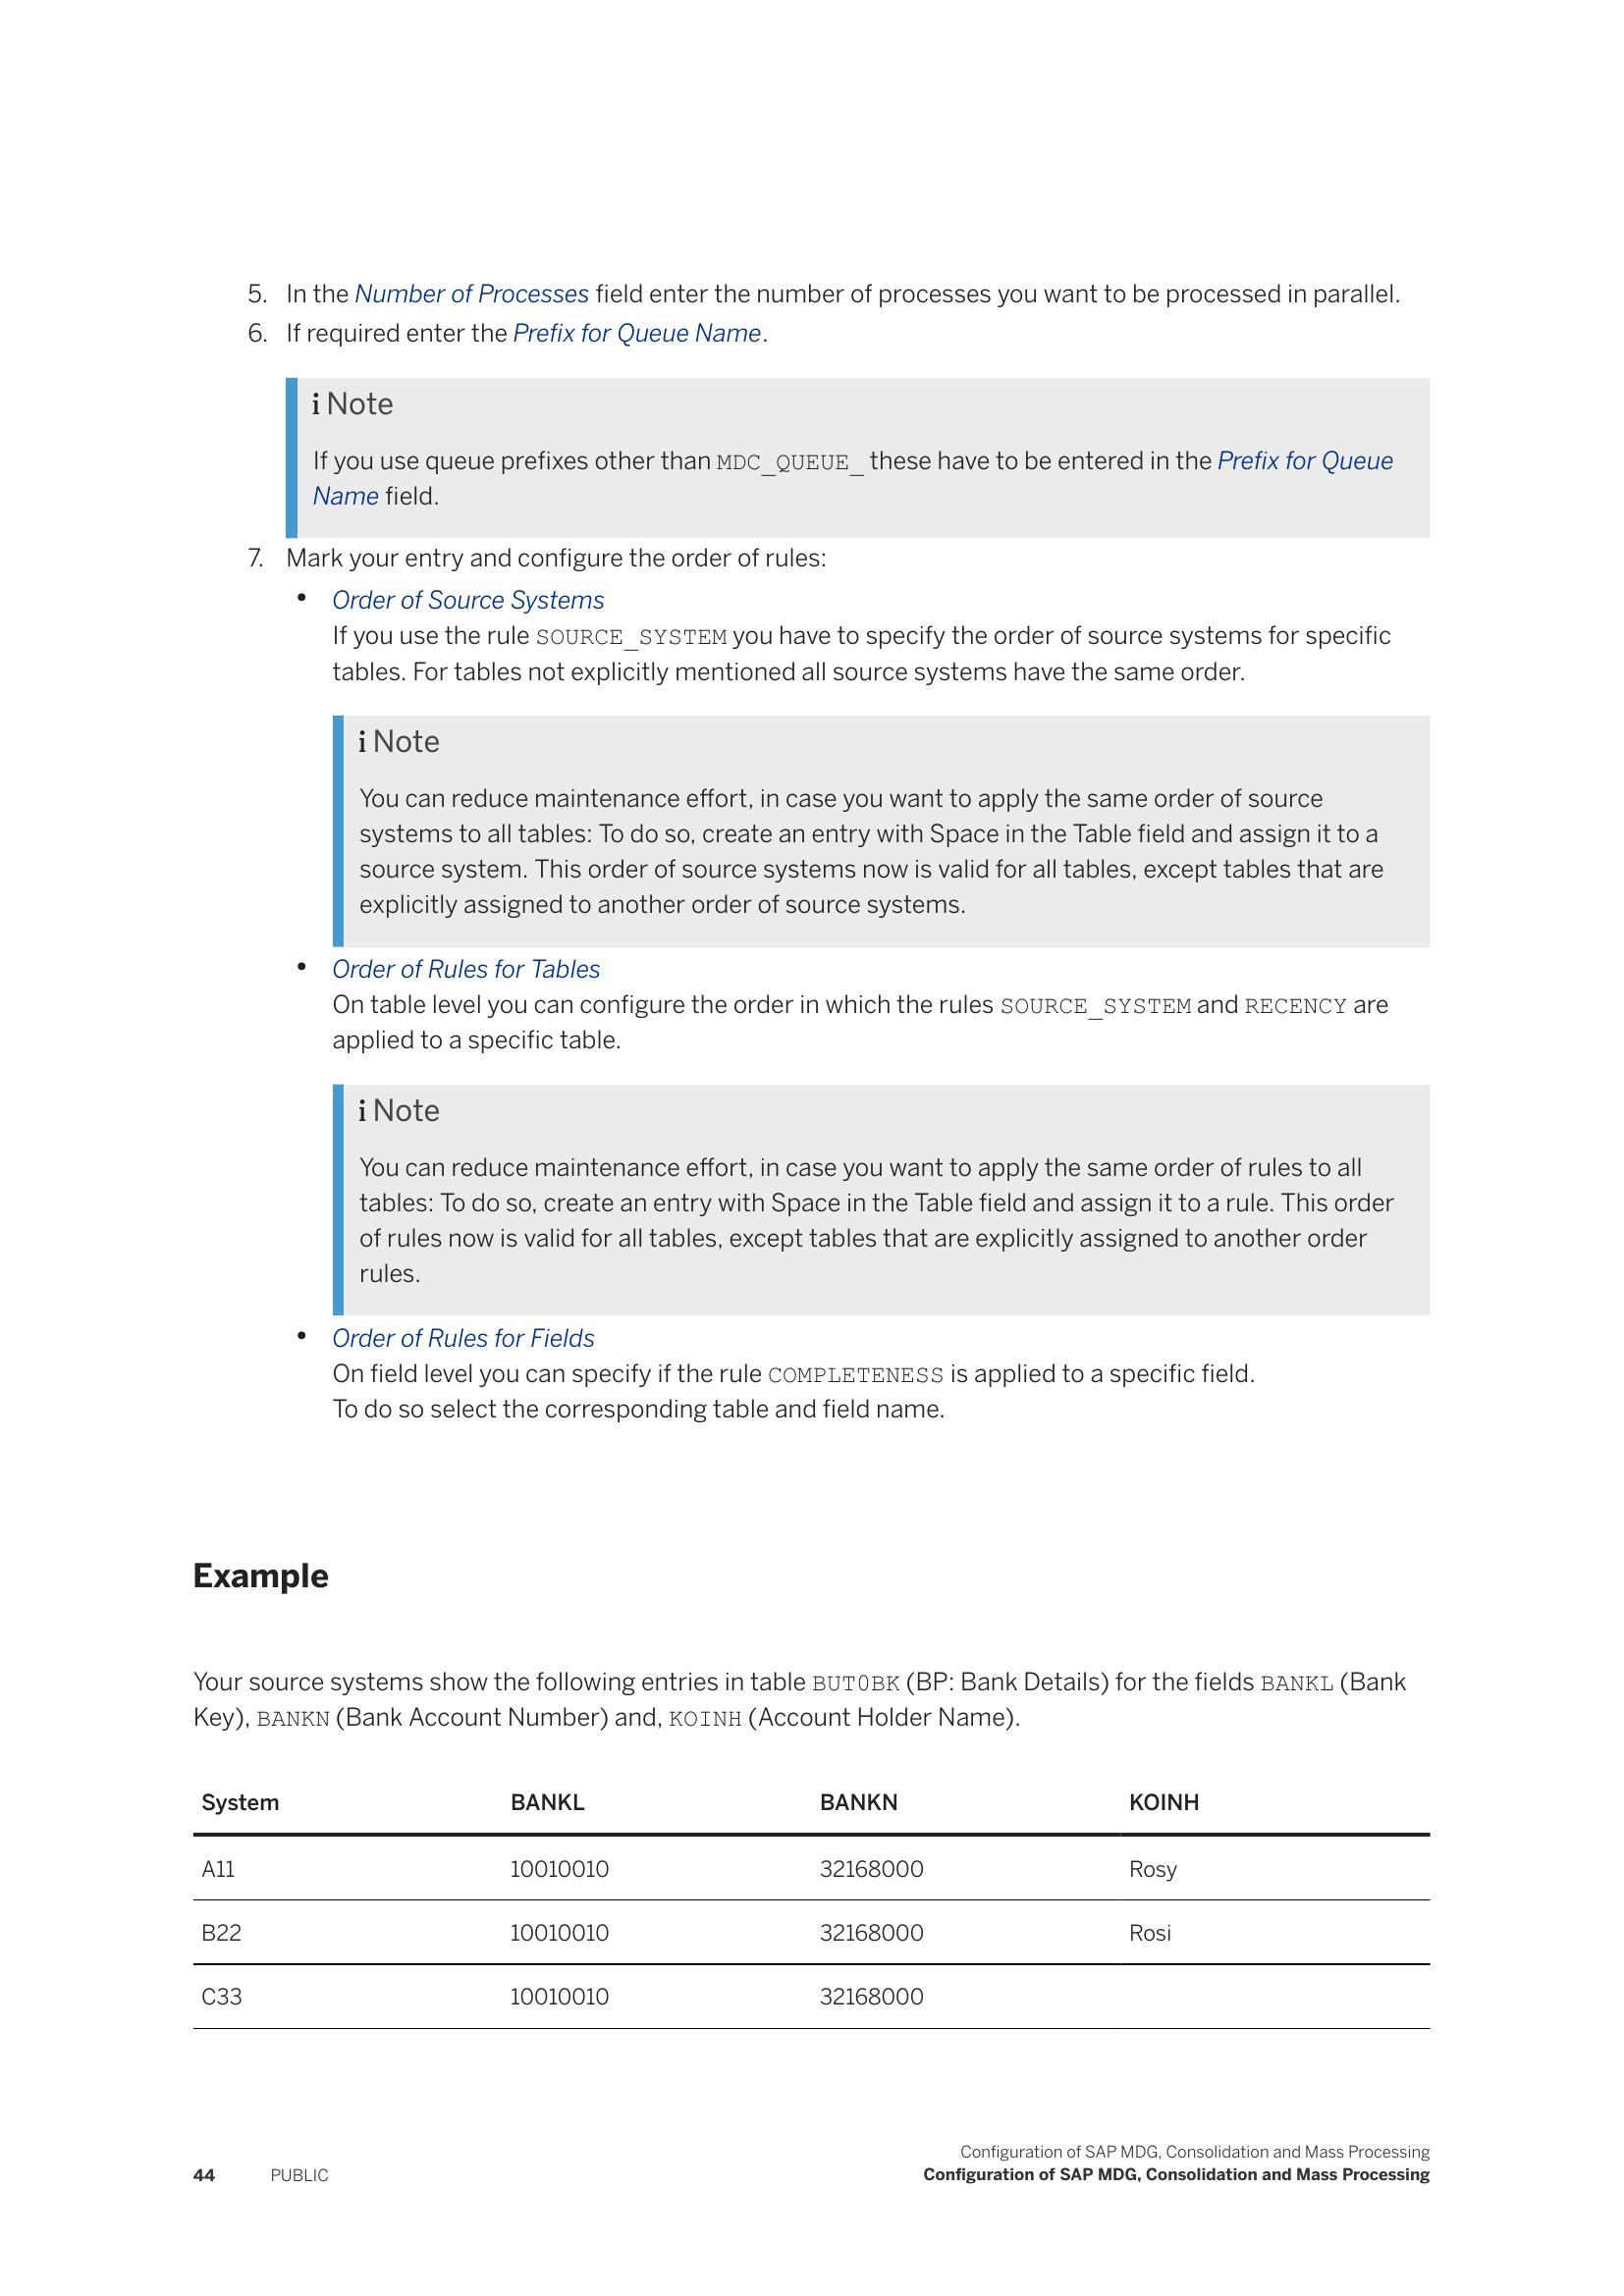 5. In the Number of Processes field enter the number of processes you want to be processed in parallel.
6. If required enter the Prefix for Queue Name.
i Note
If you use queue prefixes other than MDC_QUEUE_ these have to be entered in the Prefix for Queue
Name field.
7. Mark your entry and configure the order of rules:
• Order of Source Systems
If you use the rule SOURCE_SYSTEM you have to specify the order of source systems for specific
tables. For tables not explicitly mentioned all source systems have the same order.
i Note
You can reduce maintenance effort, in case you want to apply the same order of source
systems to all tables: To do so, create an entry with Space in the Table field and assign it to a
source system. This order of source systems now is valid for all tables, except tables that are
explicitly assigned to another order of source systems.
• Order of Rules for Tables
On table level you can configure the order in which the rules SOURCE_SYSTEM and RECENCY are
applied to a specific table.
i Note
You can reduce maintenance effort, in case you want to apply the same order of rules to all
tables: To do so, create an entry with Space in the Table field and assign it to a rule. This order
of rules now is valid for all tables, except tables that are explicitly assigned to another order
rules.
• Order of Rules for Fields
On field level you can specify if the rule COMPLETENESS is applied to a specific field.
To do so select the corresponding table and field name.
Example
Your source systems show the following entries in table BUT0BK (BP: Bank Details) for the fields BANKL (Bank
Key), BANKN (Bank Account Number) and, KOINH (Account Holder Name).
System BANKL BANKN KOINH
A11 10010010 32168000 Rosy
B22 10010010 32168000 Rosi
C33 10010010 32168000
Configuration of SAP MDG, Consolidation and Mass Processing
44 PUBLIC Configuration of SAP MDG, Consolidation and Mass Processing